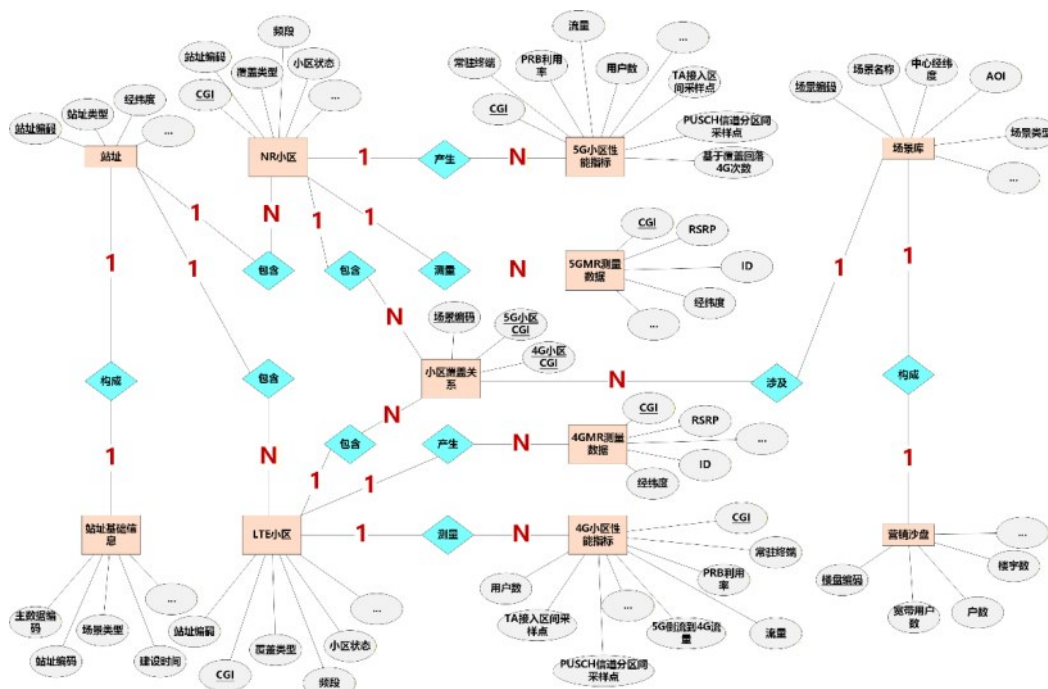 频段
流量
...
站址编码
覆盖类型
小区状态
常驻终端
PRB利用
率
用户数
场景名称
中心经纬
度
AOI
经纬度
站址类型
CGI
...
CGI
TA接入区
间采样点
场景编码
站址编码
...
PUSCH信道分区间
采样点
场景类型
站址
NR小区
1
产生
N
5G小区性
能指标
基于覆盖回落
4G次数
场景库
...
1
N
1
1
CGI
RSRP
1
1
1
包含
包含
测量
N
5GMR测量
数据
ID
1
经纬度
N
...
场景编码
5G小区
CGI
4G小区
CGI
构成
包含
小区覆盖关
系
N
涉及
构成
N
CGI
包含
产生
N
4GMR测量
数据
RSRP
...
1
N
1
1
经纬度
ID
1
站址基础信
息
LTE小区
1
测量
N
4G小区性
能指标
CGI
营销沙盘
...
常驻终端
楼宇数
用户数
PRB利用
率
楼盘编码
主数据编
码
场景类型
...
站址编码
...
TA接入区间采
样点
...
5G倒流到4G流
量
宽带用户
数
户数
站址编码
建设时间
覆盖类型
小区状态
流量
CGI
频段
PUSCH信道分区间
采样点